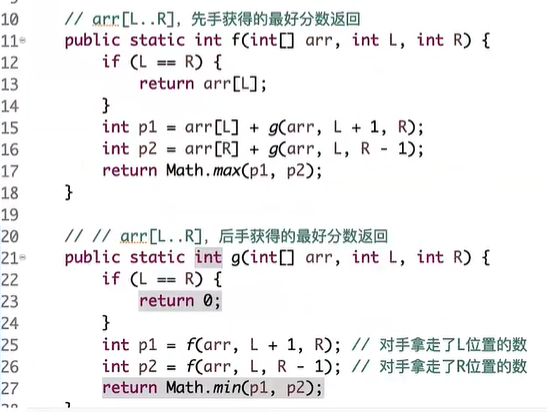 10 // arr[L..R]，先手获得的最好分数返回
11 public static int f(int[] arr, int L, int R) {
12 if (L == R) {
13 return arr[L];
14 }
15 int p1 = arr[L] + g(arr, L + 1, R);
16 int p2 = arr[R] + g(arr, L, R - 1);
17 return Math.max(p1, p2);
18 }
19
20 // // arr[L..R]，后手获得的最好分数返回
21 public static int g(int[] arr, int L, int R) {
22 if (L == R) {
23 return 0;
24 }
25 int p1 = f(arr, L + 1, R); // 对手拿走了L位置的数
26 int p2 = f(arr, L, R - 1); // 对手拿走了R位置的数
27 return Math.min(p1, p2);
28